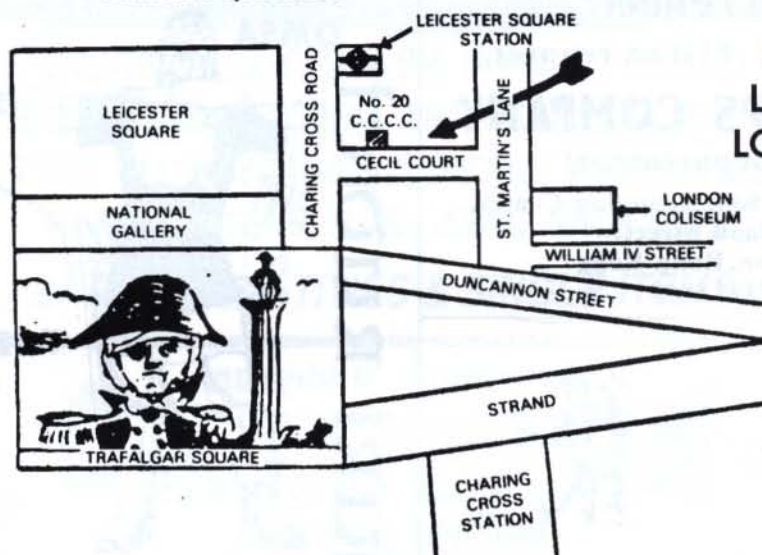 LEICESTER SQUARE
STATION
LEICESTER
SQUARE
CHARING CROSS ROAD
No. 20
C.C.C.C.
CECIL COURT
ST. MARTIN'S LANE
NATIONAL
GALLERY
LONDON
COLISEUM
WILLIAM IV STREET
DUNCANNON STREET
STRAND
TRAFALGAR SQUARE
CHARING
CROSS
STATION
L
LO